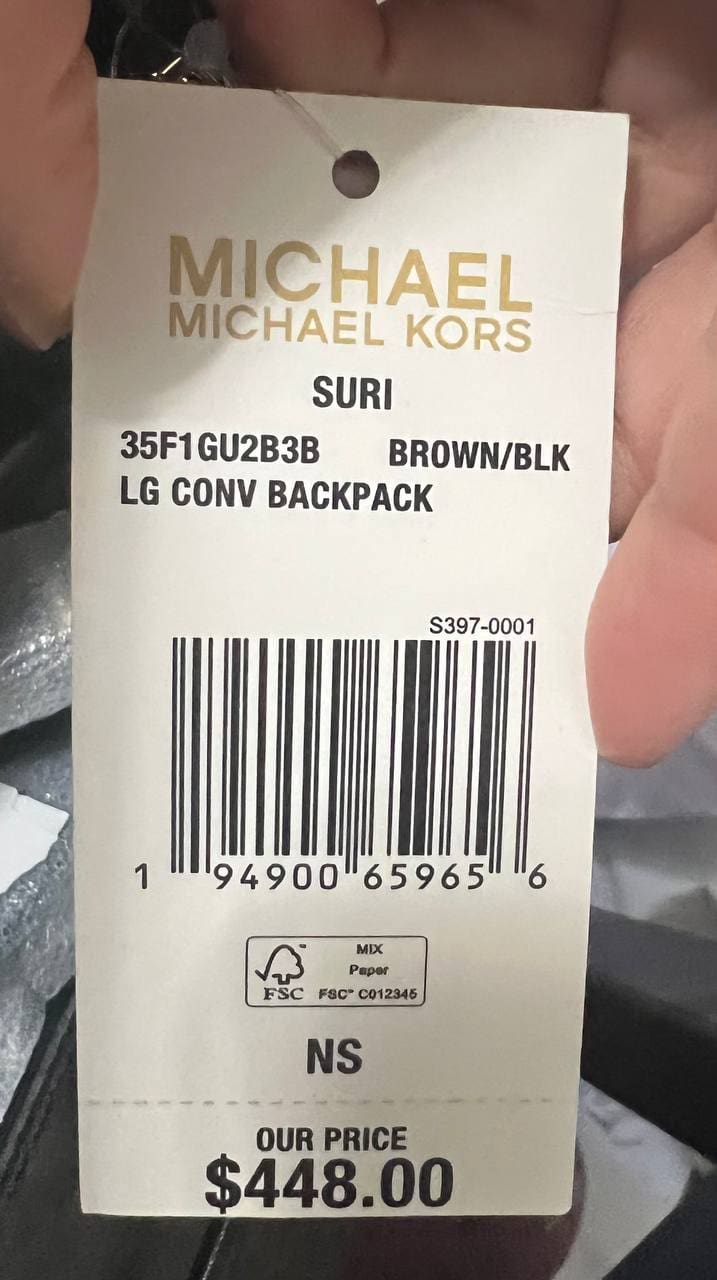 MICHAEL
MICHAEL KORS
SURI
35F1GU2B3B BROWN/BLK
LG CONV BACKPACK
S397-0001
1 94900 65965 6
FSC™
MIX
Paper
FSC® C012345
NS
OUR PRICE
$448.00